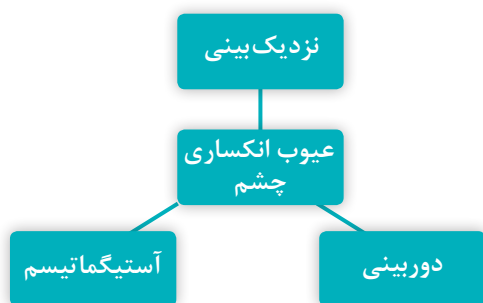 نزدیک‌بینی
عیوب انکساری
چشم
دوربینی
آستیگماتیسم